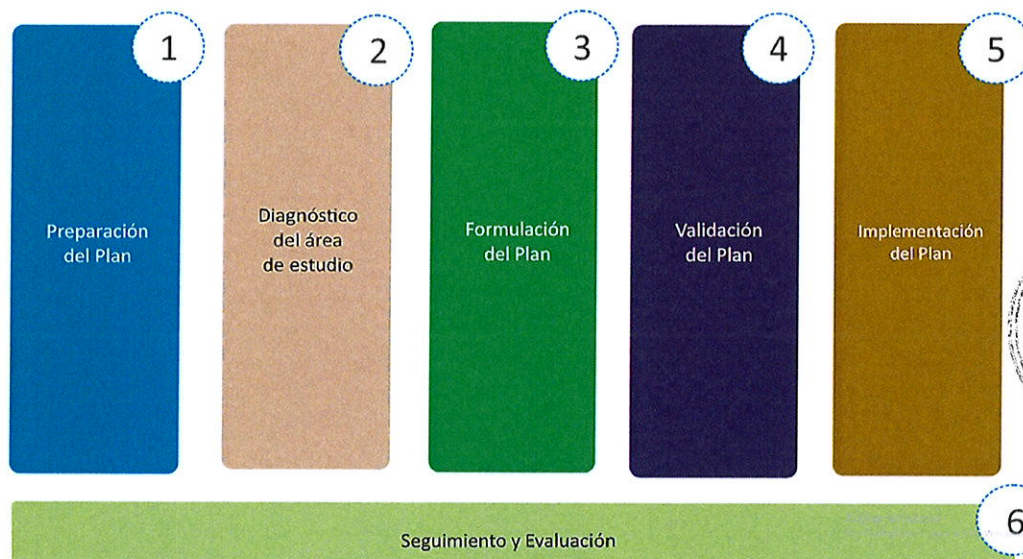 1
2
3
4
5
Preparación
del Plan
Diagnóstico
del área
de estudio
Formulación
del Plan
Validación
del Plan
Implementación
del Plan
6
Seguimiento y Evaluación